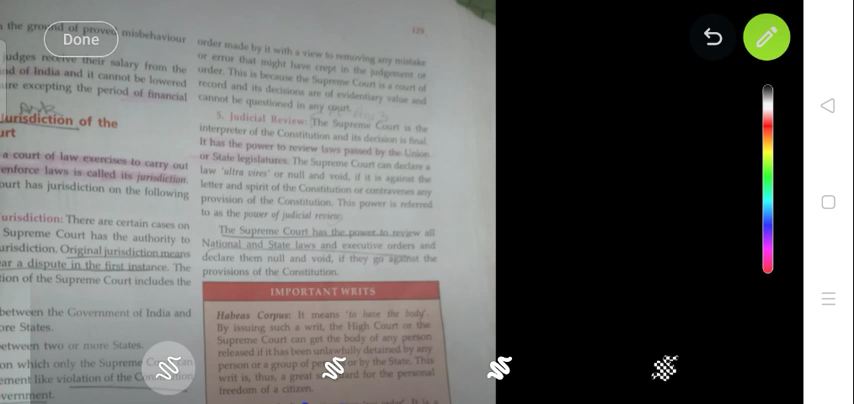 129
Done
the ground of proved misbehaviour
judges receive their salary from the
nd of India and it cannot be lowered
ure excepting the period of financial
Jurisdiction of the
urt
a court of law exercises to carry out
enforce laws is called its jurisdiction.
ourt has jurisdiction on the following
urisdiction: There are certain cases on
Supreme Court has the authority to
urisdiction. Original jurisdiction means
ear a dispute in the first instance. The
tion of the Supreme Court includes the
between the Government of India and
ore States.
etween two or more States.
on which only the Supreme
ement like violation of the
vernment.
order made by it with a view to removing any mistake
or error that might have crept in the judgement or
order. This is because the Supreme Court is a court of
record and its decisions are of evidentiary value and
cannot be questioned in any court.
5. Judicial Review: The Supreme Court is the
interpreter of the Constitution and its decision is final.
It has the power to review laws passed by the Union
or State legislatures. The Supreme Court can declare a
law 'ultra vires' or null and void, if it is against the
letter and spirit of the Constitution or contravenes any
provision of the Constitution. This power is referred
to as the power of judicial review.
The Supreme Court has the power to review all
National and State laws and executive orders and
declare them null and void, if they go against the
provisions of the Constitution.
IMPORTANT WRITS
Habeas Corpus: It means 'to have the body'.
By issuing such a writ, the High Court or the
Supreme Court can get the body of any person
released if it has been unlawfully detained by any
person or a group of or by the State. This
writ is, thus, a great for the personal
freedom of a citizen.